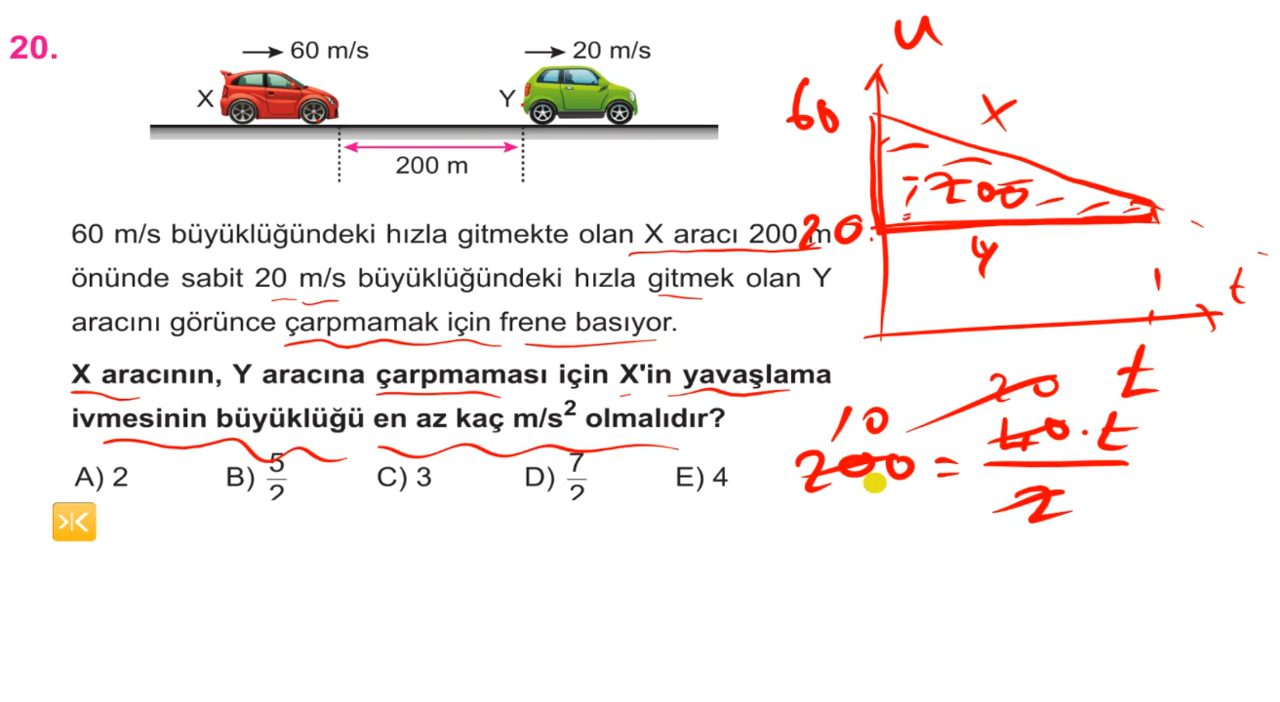 20.
60 m/s
20 m/s
X
Y
200 m
60 m/s büyüklüğündeki hızla gitmekte olan X aracı 200 m
önünde sabit 20 m/s büyüklüğündeki hızla gitmek olan Y
aracını görünce çarpmamak için frene basıyor.
X aracının, Y aracına çarpmaması için X'in yavaşlama
ivmesinin büyüklüğü en az kaç m/s² olmalıdır?
A) 2 B) 5/2 C) 3 D) 7/2 E) 4
u
60
X
200
20
y
t
t
10 20
200 = 40.t
2